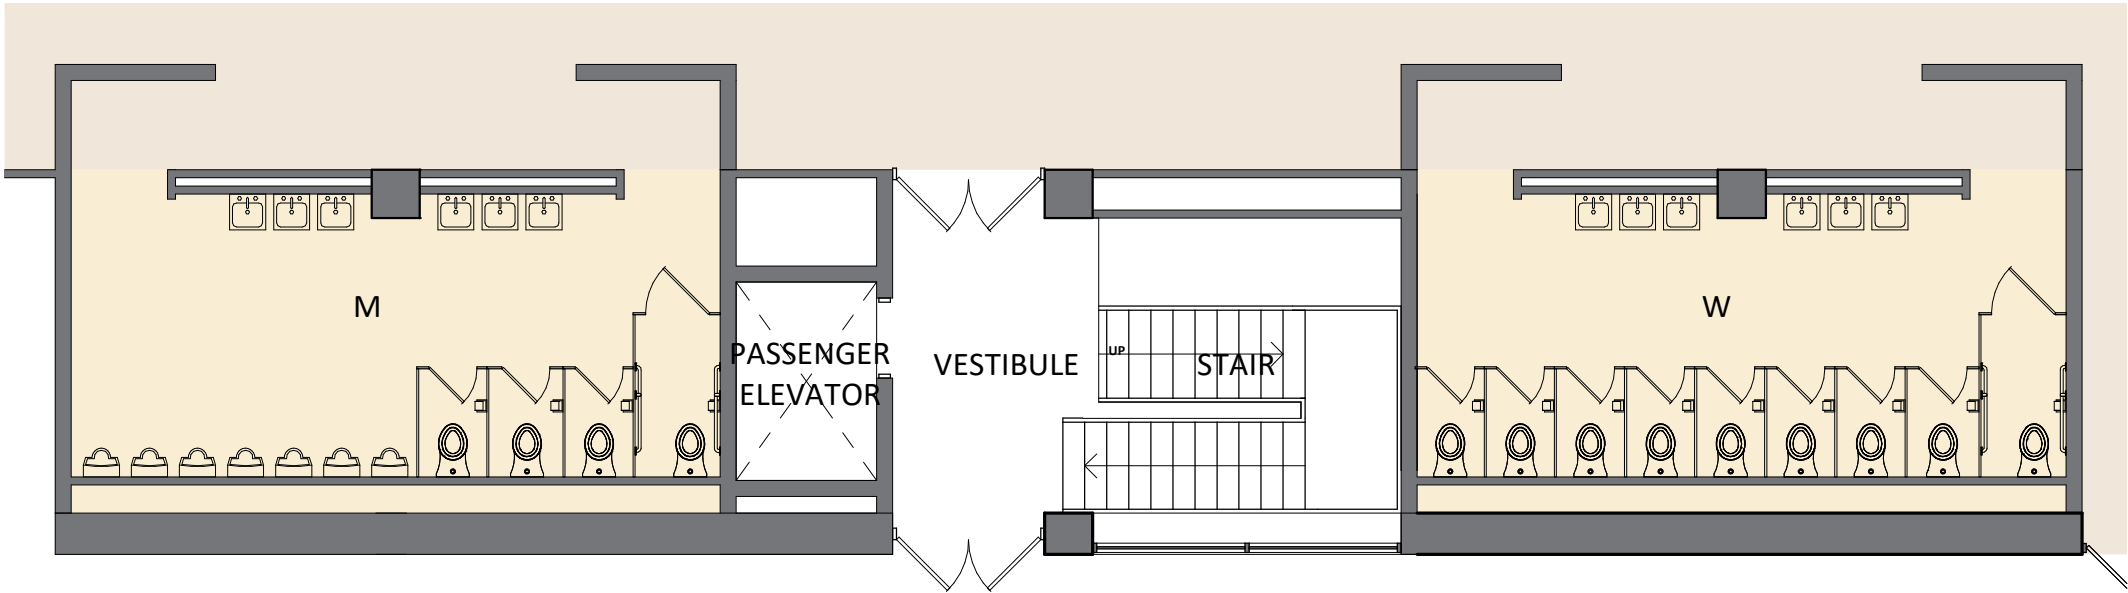 M
PASSENGER
ELEVATOR
VESTIBULE
UP
STAIR
W